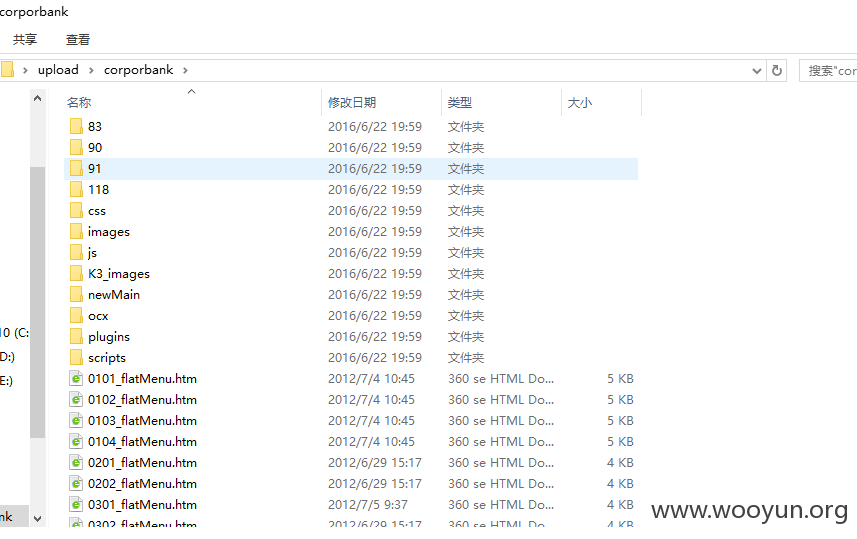 corporbank
共享 查看
upload corporbank 搜索"cor
名称 修改日期 类型 大小
83 2016/6/22 19:59 文件夹
90 2016/6/22 19:59 文件夹
91 2016/6/22 19:59 文件夹
118 2016/6/22 19:59 文件夹
css 2016/6/22 19:59 文件夹
images 2016/6/22 19:59 文件夹
js 2016/6/22 19:59 文件夹
K3_images 2016/6/22 19:59 文件夹
newMain 2016/6/22 19:59 文件夹
ocx 2016/6/22 19:59 文件夹
10 (C:
plugins 2016/6/22 19:59 文件夹
D:)
scripts 2016/6/22 19:59 文件夹
E:)
0101_flatMenu.htm 2012/7/4 10:45 360 se HTML Do... 5 KB
0102_flatMenu.htm 2012/7/4 10:45 360 se HTML Do... 5 KB
0103_flatMenu.htm 2012/7/4 10:45 360 se HTML Do... 5 KB
0104_flatMenu.htm 2012/7/4 10:45 360 se HTML Do... 5 KB
0201_flatMenu.htm 2012/6/29 15:17 360 se HTML Do... 4 KB
0202_flatMenu.htm 2012/6/29 15:17 360 se HTML Do... 4 KB
0301_flatMenu.htm 2012/7/5 9:37 360 se HTML Do... 4 KB
nk
0302_flatMenu.htm 2012/6/29 15:17 360 se HTML Do... 4 KB
www.wooyun.org